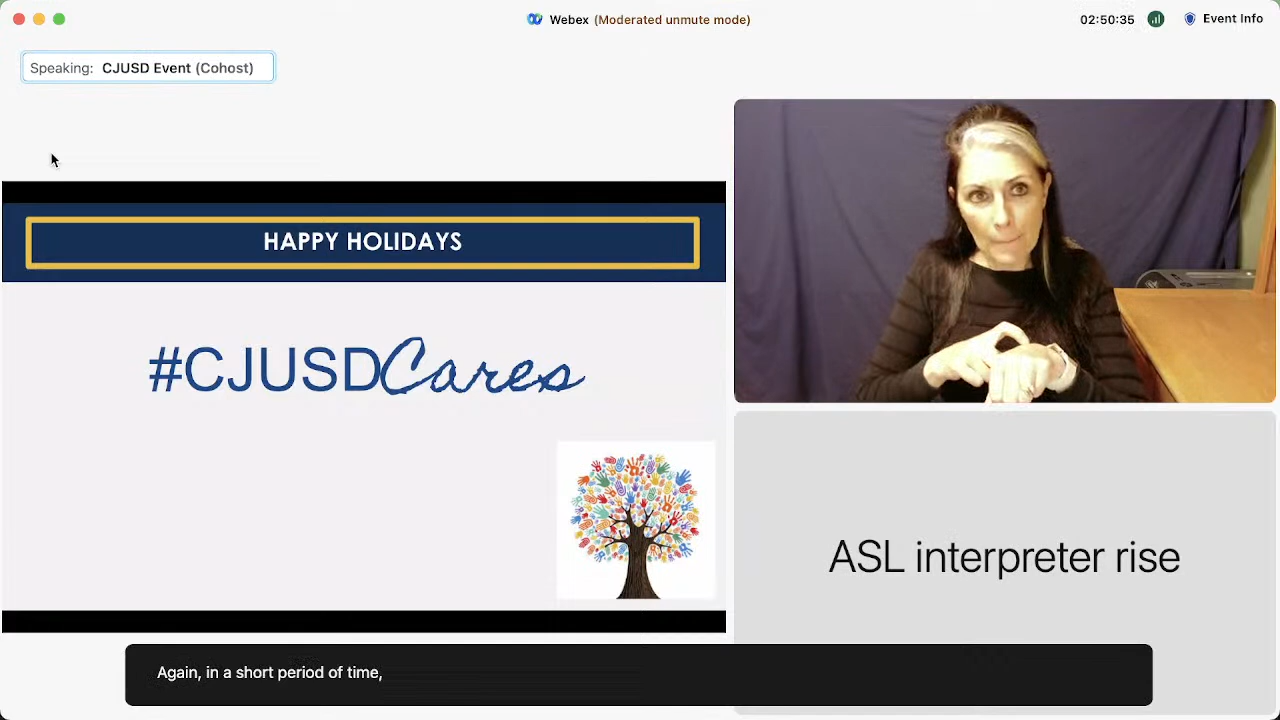 Webex (Moderated unmute mode)
02:50:35
Event Info
Speaking: CJUSD Event (Cohost)
HAPPY HOLIDAYS
#CJUSDCares
ASL interpreter rise
Again, in a short period of time,